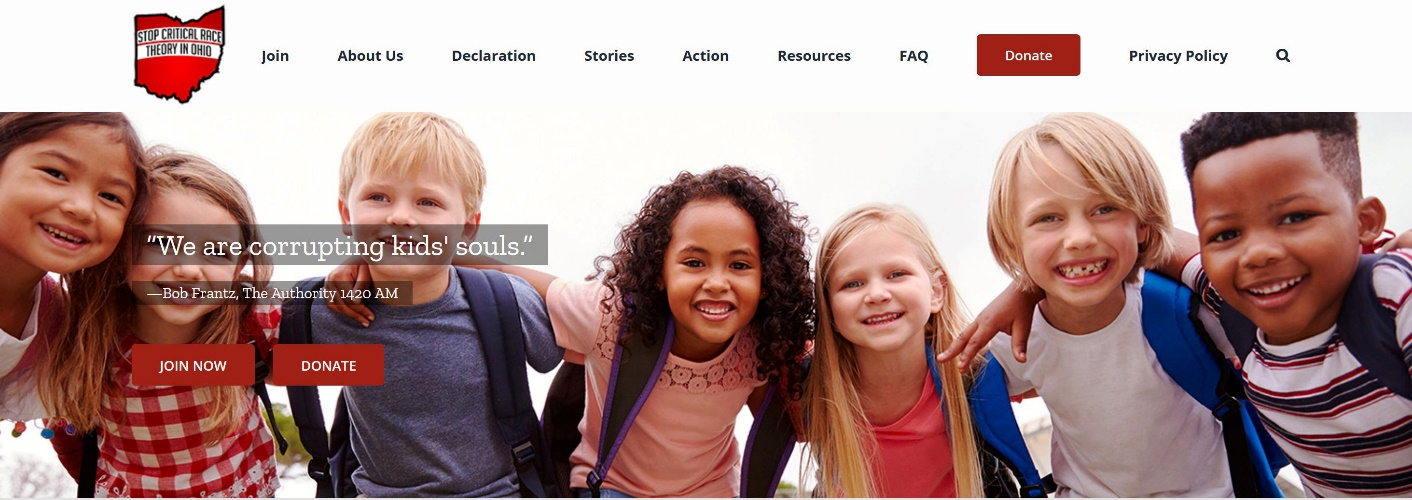 STOP CRITICAL RACE
THEORY IN OHIO
Join
About Us
Declaration
Stories
Action
Resources
FAQ
Donate
Privacy Policy
“We are corrupting kids' souls.”
—Bob Frantz, The Authority 1420 AM
JOIN NOW
DONATE